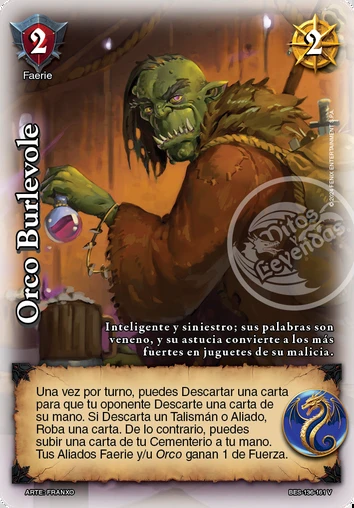 2
Faerie
2
Orco Burlevole
Mitos
y
Leyendas
Inteligente y siniestro; sus palabras son
veneno, y su astucia convierte a los más
fuertes en juguetes de su malicia.
Una vez por turno, puedes Descartar una carta
para que tu oponente Descarte una carta de
su mano. Si Descarta un Talismán o Aliado,
Roba una carta. De lo contrario, puedes
subir una carta de tu Cementerio a tu mano.
Tus Aliados Faerie y/u Orco ganan 1 de Fuerza.
ARTE: FRANXO
BES-136-161 V